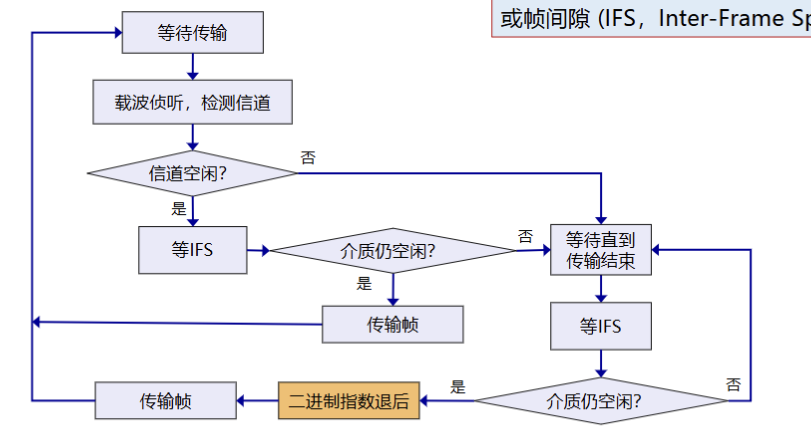 或帧间隙 (IFS，Inter-Frame Sp
等待传输
载波侦听，检测信道
信道空闲？
否
是
等IFS
介质仍空闲？
否
等待直到
传输结束
是
传输帧
等IFS
传输帧
二进制指数退后
是
介质仍空闲？
否